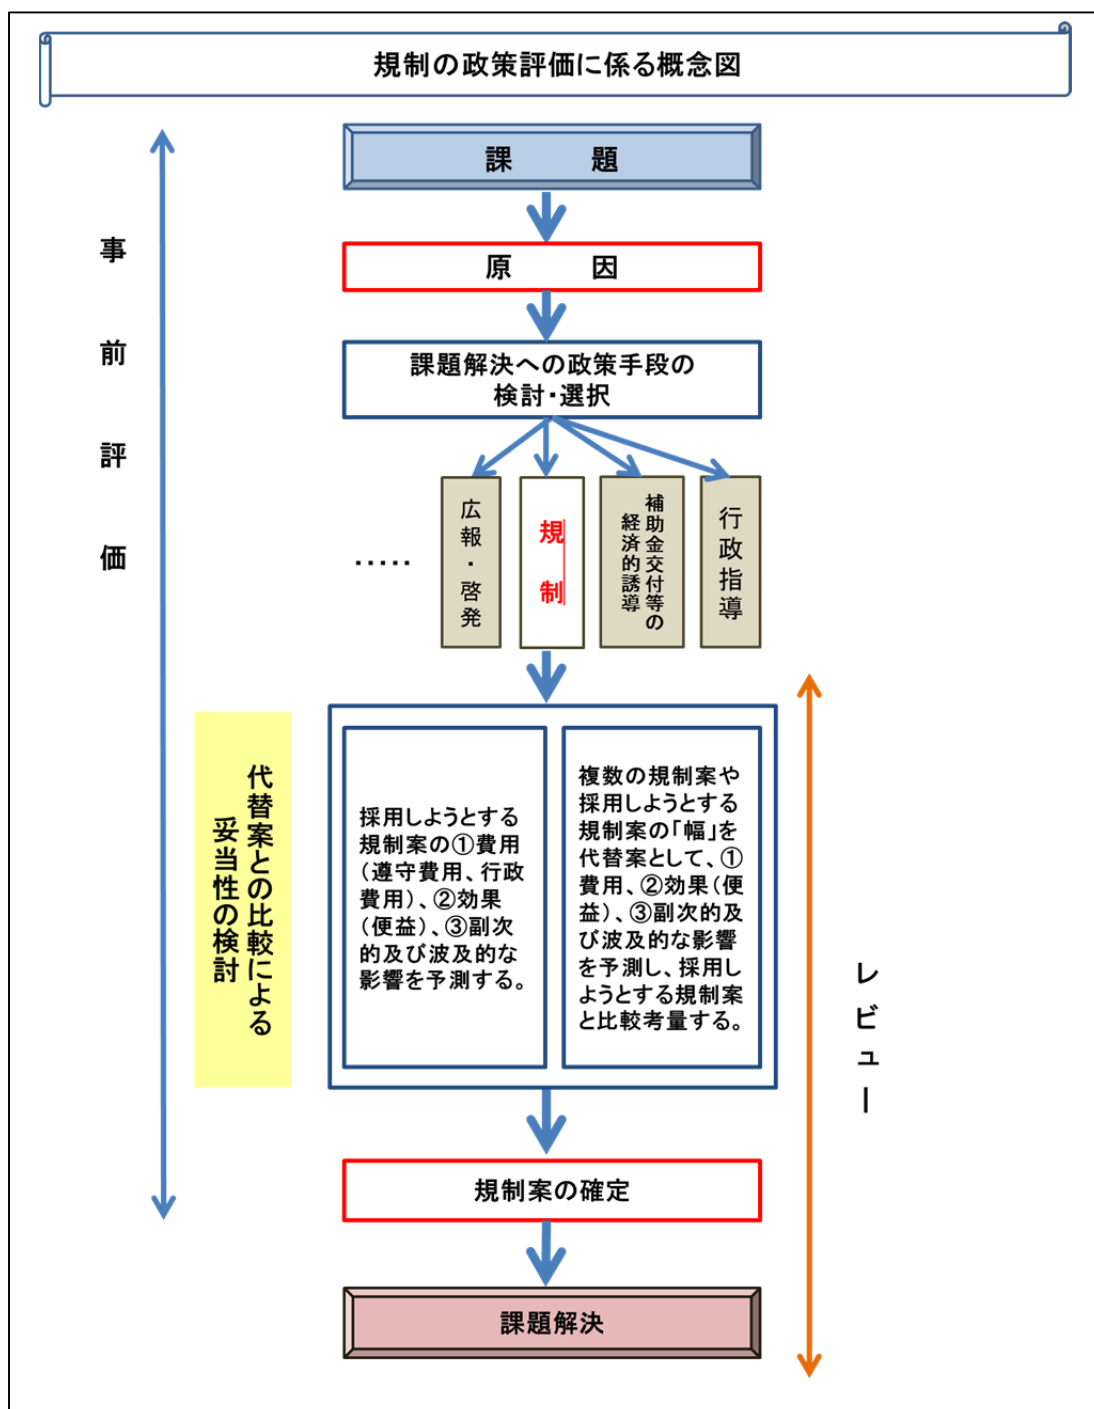 規制の政策評価に係る概念図
課題
原因
課題解決への政策手段の
検討・選択
事前評価
・・・・・
広報・啓発
規制
補助金交付等の
経済的誘導
行政指導
代替案との比較による
妥当性の検討
採用しようとする
規制案の①費用
(遵守費用、行政
費用)、②効果
(便益)、③副次
的及び波及的な
影響を予測する。
複数の規制案や
採用しようとする
規制案の「幅」を
代替案として、①
費用、②効果(便
益)、③副次的及
び波及的な影響
を予測し、採用し
ようとする規制案
と比較考量する。
レビュー
規制案の確定
課題解決